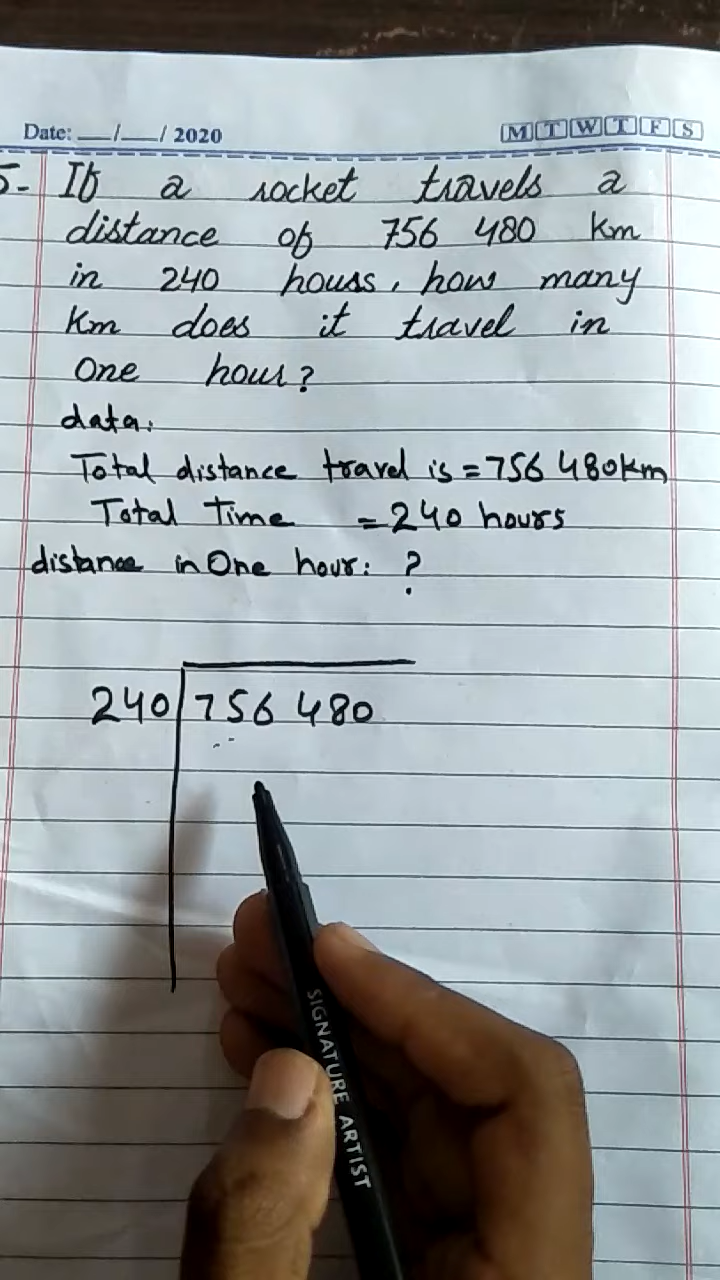 Date: __/__/ 2020
M T W T F S
5- If a rocket travels a
distance of 756 480 Km
in 240 hours, how many
Km does it travel in
One hour?
data:
Total distance travel is = 756 480km
Total Time = 240 hours
distance in One hour: ?
240 756 480
SIGNATURE ARTIST